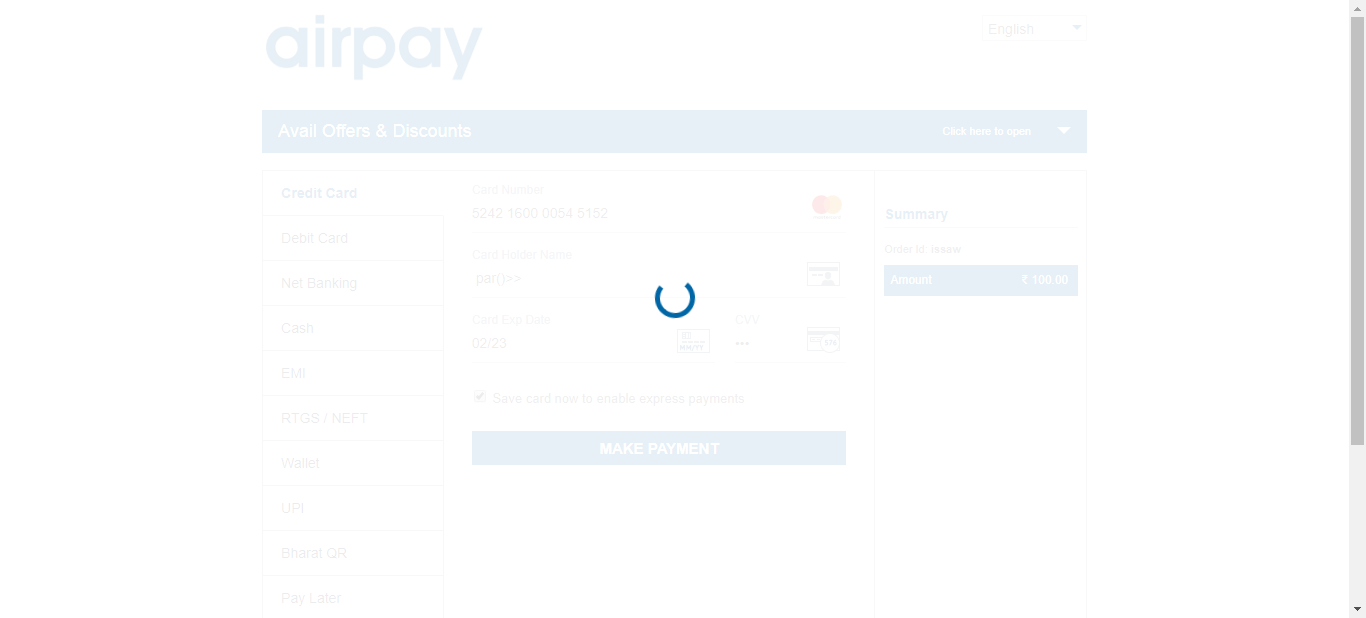 airpay
English
Avail Offers & Discounts
Click here to open
Credit Card
Debit Card
Net Banking
Cash
EMI
RTGS / NEFT
Wallet
UPI
Bharat QR
Pay Later
Card Number
5242 1600 0054 5152
Card Holder Name
par()>>
Card Exp Date
02/23
MM/YY
CVV
•••
Save card now to enable express payments
MAKE PAYMENT
Summary
Order Id: issaw
Amount ₹ 100.00